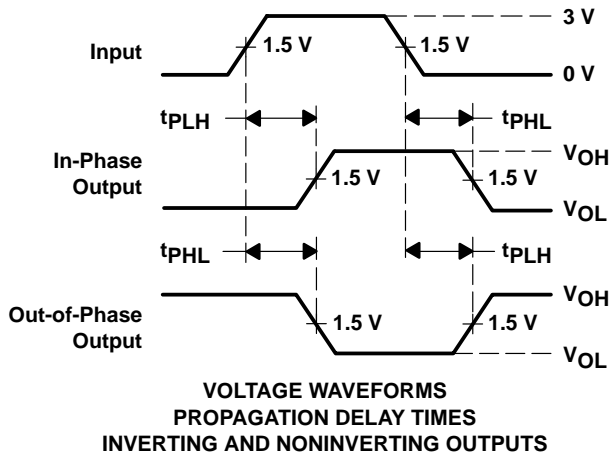 3 V
Input
1.5 V
1.5 V
0 V
tPLH
tPHL
In-Phase
Output
1.5 V
1.5 V
VOH
VOL
tPHL
tPLH
Out-of-Phase
Output
1.5 V
1.5 V
VOH
VOL
VOLTAGE WAVEFORMS
PROPAGATION DELAY TIMES
INVERTING AND NONINVERTING OUTPUTS